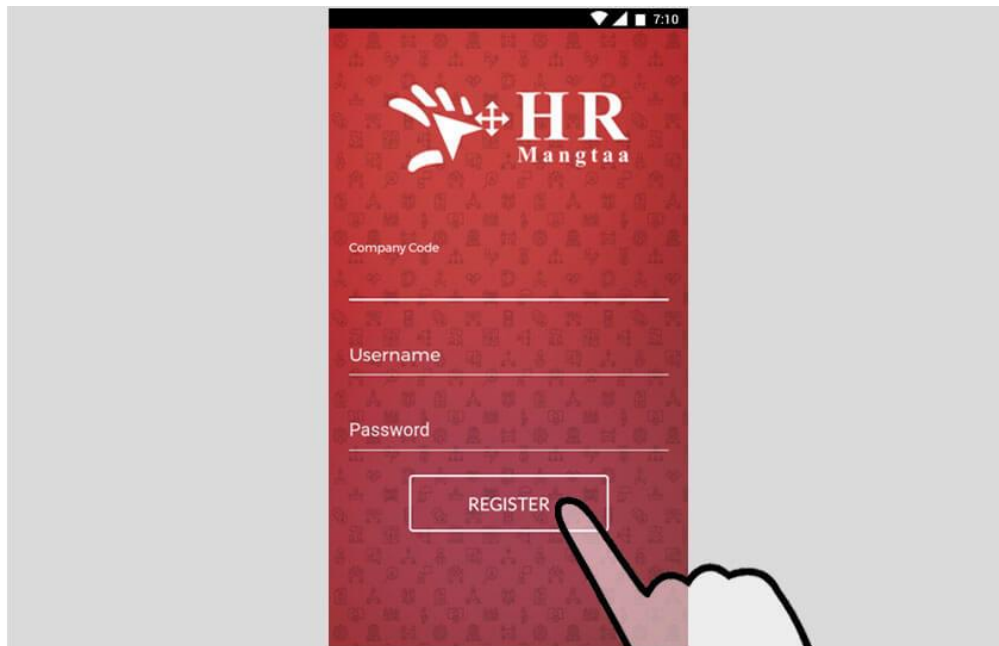 7:10
HR
Mangtaa
Company Code
Username
Password
REGISTER